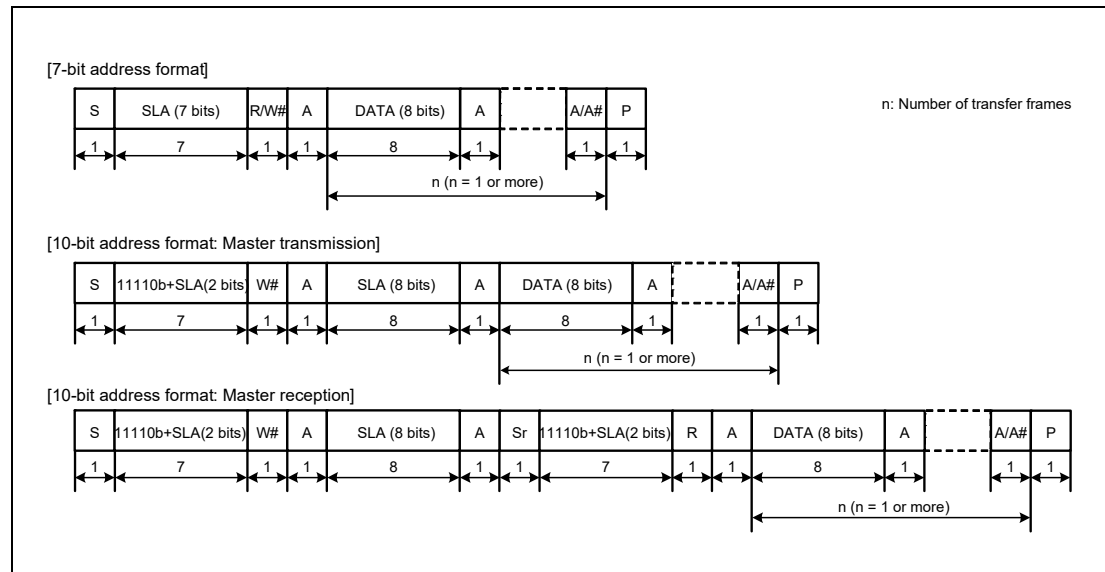 [7-bit address format]
n: Number of transfer frames
S SLA (7 bits) R/W# A DATA (8 bits) A A/A# P
1 7 1 1 8 1 1 1
n (n = 1 or more)
[10-bit address format: Master transmission]
S 11110b+SLA(2 bits) W# A SLA (8 bits) A DATA (8 bits) A A/A# P
1 7 1 1 8 1 8 1 1 1
n (n = 1 or more)
[10-bit address format: Master reception]
S 11110b+SLA(2 bits) W# A SLA (8 bits) A Sr 11110b+SLA(2 bits) R A DATA (8 bits) A A/A# P
1 7 1 1 8 1 1 7 1 1 8 1 1 1
n (n = 1 or more)